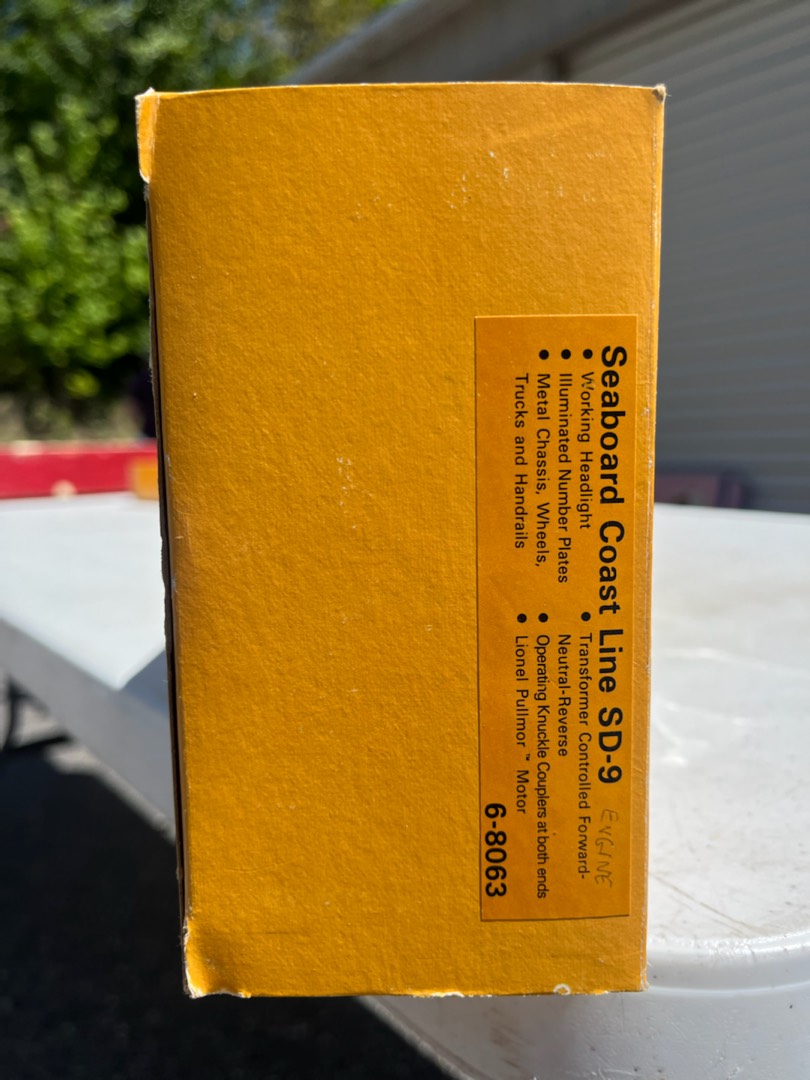 Seaboard Coast Line SD-9 ENGINE
● Working Headlight
● Illuminated Number Plates
● Metal Chassis, Wheels,
Trucks and Handrails
● Transformer Controlled Forward-
Neutral-Reverse
● Operating Knuckle Couplers at both ends
● Lionel Pullmor™ Motor
6-8063